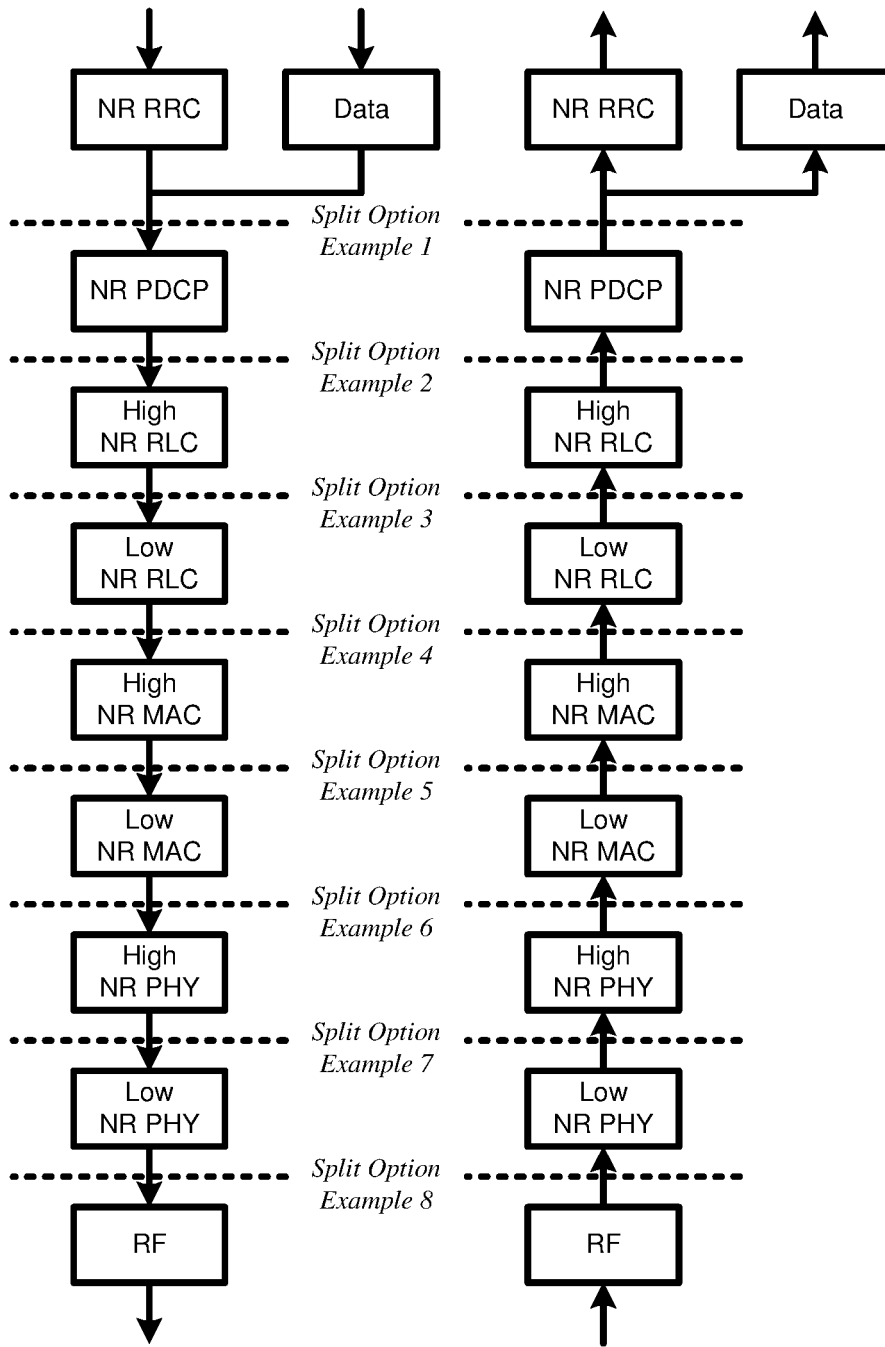 NR RRC
Data
NR RRC
Data
Split Option
Example 1
NR PDCP
NR PDCP
Split Option
Example 2
High
NR RLC
High
NR RLC
Split Option
Example 3
Low
NR RLC
Low
NR RLC
Split Option
Example 4
High
NR MAC
High
NR MAC
Split Option
Example 5
Low
NR MAC
Low
NR MAC
Split Option
Example 6
High
NR PHY
High
NR PHY
Split Option
Example 7
Low
NR PHY
Low
NR PHY
Split Option
Example 8
RF
RF